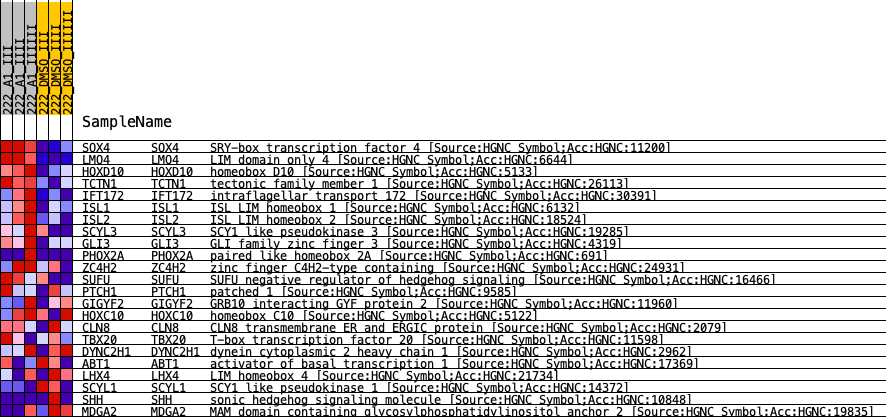 222_A1_III
222_A1_IIII
222_A1_IIIIII
222_DMSO_III
222_DMSO_IIII
222_DMSO_IIIIII
SampleName
SOX4 SOX4 SRY-box transcription factor 4 [Source:HGNC Symbol;Acc:HGNC:11200]
LMO4 LMO4 LIM domain only 4 [Source:HGNC Symbol;Acc:HGNC:6644]
HOXD10 HOXD10 homeobox D10 [Source:HGNC Symbol;Acc:HGNC:5133]
TCTN1 TCTN1 tectonic family member 1 [Source:HGNC Symbol;Acc:HGNC:26113]
IFT172 IFT172 intraflagellar transport 172 [Source:HGNC Symbol;Acc:HGNC:30391]
ISL1 ISL1 ISL LIM homeobox 1 [Source:HGNC Symbol;Acc:HGNC:6132]
ISL2 ISL2 ISL LIM homeobox 2 [Source:HGNC Symbol;Acc:HGNC:18524]
SCYL3 SCYL3 SCY1 like pseudokinase 3 [Source:HGNC Symbol;Acc:HGNC:19285]
GLI3 GLI3 GLI family zinc finger 3 [Source:HGNC Symbol;Acc:HGNC:4319]
PHOX2A PHOX2A paired like homeobox 2A [Source:HGNC Symbol;Acc:HGNC:691]
ZC4H2 ZC4H2 zinc finger C4H2-type containing [Source:HGNC Symbol;Acc:HGNC:24931]
SUFU SUFU SUFU negative regulator of hedgehog signaling [Source:HGNC Symbol;Acc:HGNC:16466]
PTCH1 PTCH1 patched 1 [Source:HGNC Symbol;Acc:HGNC:9585]
GIGYF2 GIGYF2 GRB10 interacting GYF protein 2 [Source:HGNC Symbol;Acc:HGNC:11960]
HOXC10 HOXC10 homeobox C10 [Source:HGNC Symbol;Acc:HGNC:5122]
CLN8 CLN8 CLN8 transmembrane ER and ERGIC protein [Source:HGNC Symbol;Acc:HGNC:2079]
TBX20 TBX20 T-box transcription factor 20 [Source:HGNC Symbol;Acc:HGNC:11598]
DYNC2H1 DYNC2H1 dynein cytoplasmic 2 heavy chain 1 [Source:HGNC Symbol;Acc:HGNC:2962]
ABT1 ABT1 activator of basal transcription 1 [Source:HGNC Symbol;Acc:HGNC:17369]
LHX4 LHX4 LIM homeobox 4 [Source:HGNC Symbol;Acc:HGNC:21734]
SCYL1 SCYL1 SCY1 like pseudokinase 1 [Source:HGNC Symbol;Acc:HGNC:14372]
SHH SHH sonic hedgehog signaling molecule [Source:HGNC Symbol;Acc:HGNC:10848]
MDGA2 MDGA2 MAM domain containing glycosylphosphatidylinositol anchor 2 [Source:HGNC Symbol;Acc:HGNC:19835]